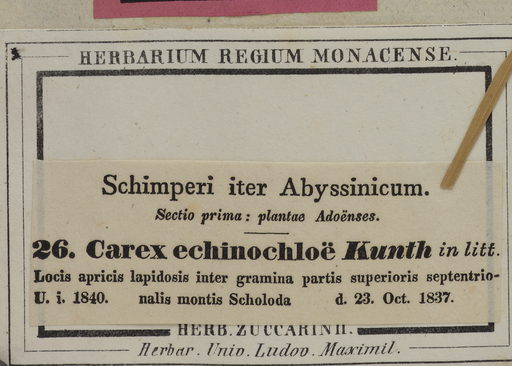 HERBARIUM REGIUM MONACENSE.
Schimperi iter Abyssinicum.
Sectio prima: plantae Adoënses.
26. Carex echinochloë Kunth in litt.
Locis apricis lapidosis inter gramina partis superioris septentrio-
U. i. 1840. nalis montis Scholoda d. 23. Oct. 1837.
HERB. ZUCCARINII.
Herbar. Univ. Ludov. Maximil.